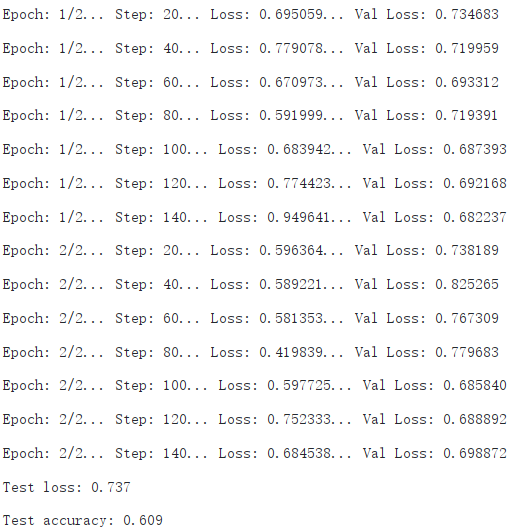 Epoch: 1/2... Step: 20... Loss: 0.695059... Val Loss: 0.734683
Epoch: 1/2... Step: 40... Loss: 0.779078... Val Loss: 0.719959
Epoch: 1/2... Step: 60... Loss: 0.670973... Val Loss: 0.693312
Epoch: 1/2... Step: 80... Loss: 0.591999... Val Loss: 0.719391
Epoch: 1/2... Step: 100... Loss: 0.683942... Val Loss: 0.687393
Epoch: 1/2... Step: 120... Loss: 0.774423... Val Loss: 0.692168
Epoch: 1/2... Step: 140... Loss: 0.949641... Val Loss: 0.682237
Epoch: 2/2... Step: 20... Loss: 0.596364... Val Loss: 0.738189
Epoch: 2/2... Step: 40... Loss: 0.589221... Val Loss: 0.825265
Epoch: 2/2... Step: 60... Loss: 0.581353... Val Loss: 0.767309
Epoch: 2/2... Step: 80... Loss: 0.419839... Val Loss: 0.779683
Epoch: 2/2... Step: 100... Loss: 0.597725... Val Loss: 0.685840
Epoch: 2/2... Step: 120... Loss: 0.752333... Val Loss: 0.688892
Epoch: 2/2... Step: 140... Loss: 0.684538... Val Loss: 0.698872
Test loss: 0.737
Test accuracy: 0.609